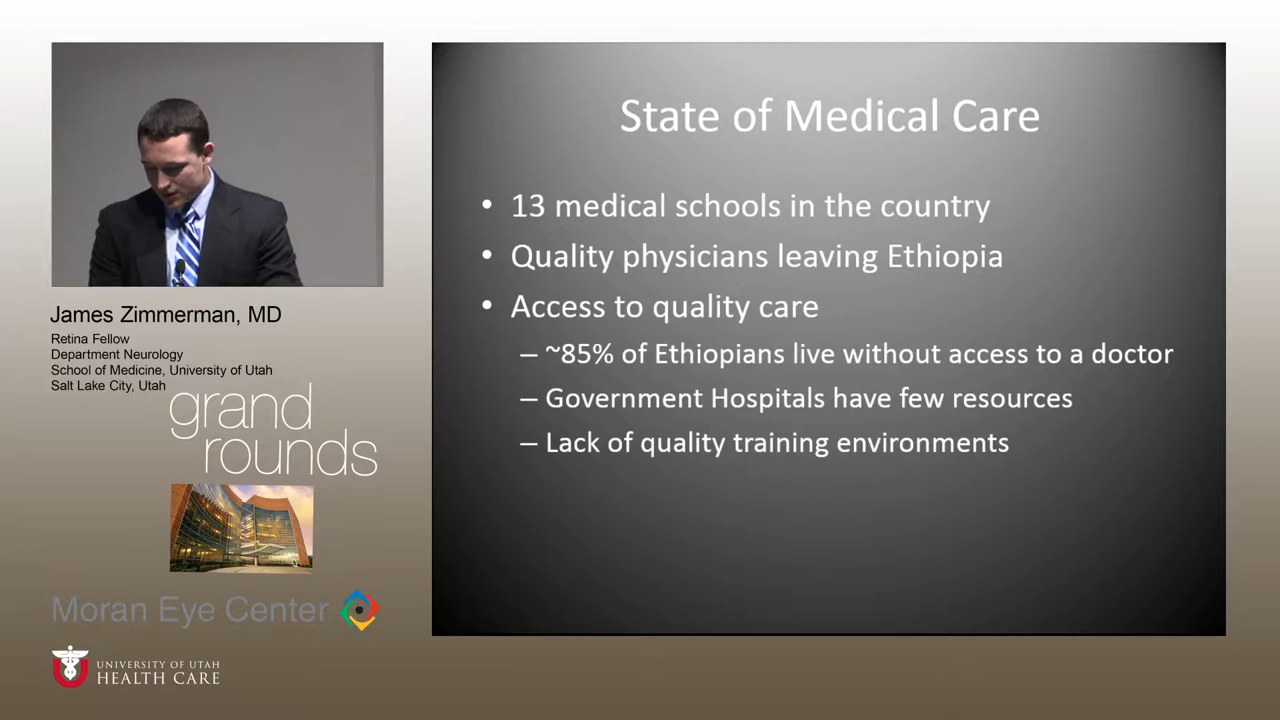 State of Medical Care
• 13 medical schools in the country
• Quality physicians leaving Ethiopia
• Access to quality care
– ~85% of Ethiopians live without access to a doctor
– Government Hospitals have few resources
– Lack of quality training environments
James Zimmerman, MD
Retina Fellow
Department Neurology
School of Medicine, University of Utah
Salt Lake City, Utah
grand
rounds
Moran Eye Center
UNIVERSITY OF UTAH
HEALTH CARE